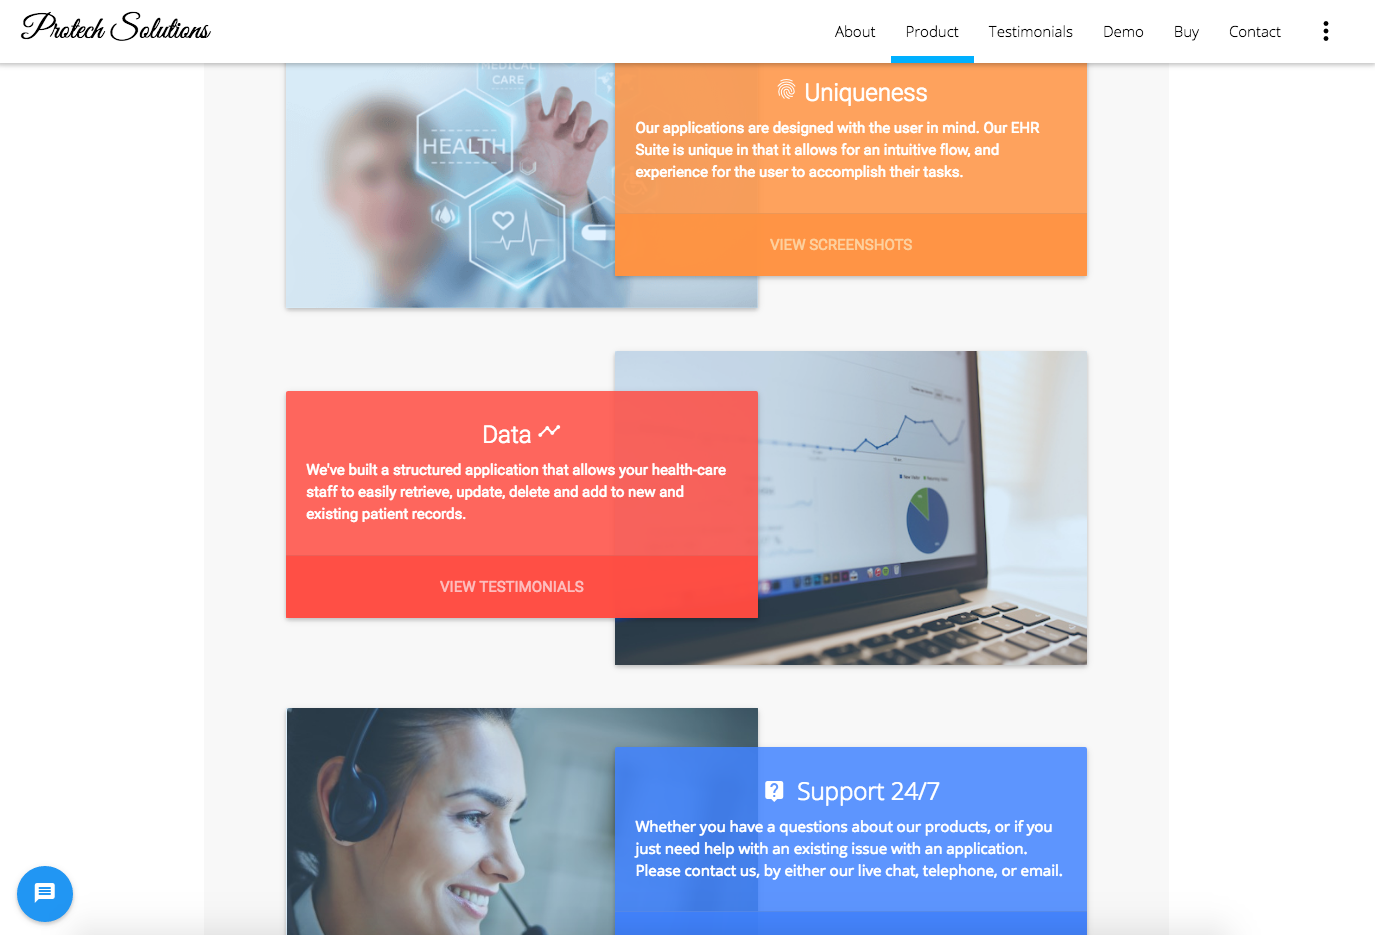 Protech Solutions
About Product Testimonials Demo Buy Contact
MEDICAL
CARE
HEALTH
Uniqueness
Our applications are designed with the user in mind. Our EHR
Suite is unique in that it allows for an intuitive flow, and
experience for the user to accomplish their tasks.
VIEW SCREENSHOTS
Data
We've built a structured application that allows your health-care
staff to easily retrieve, update, delete and add to new and
existing patient records.
VIEW TESTIMONIALS
Support 24/7
Whether you have a questions about our products, or if you
just need help with an existing issue with an application.
Please contact us, by either our live chat, telephone, or email.